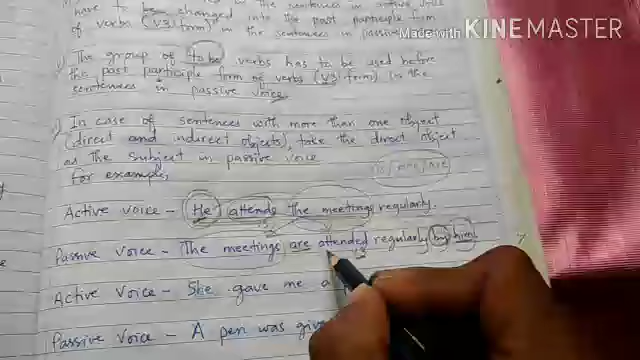 have to be changed into the past participle form
of verbs (V3 form) in the sentences in passive
Made with KINEMASTER
The group of to be verbs has to be used before
the past participle form of verbs (V3 form) in the
sentences in passive voice
In case of sentences with more than one object
(direct and indirect objects), take the direct object
as the subject in passive voice
is/am/are
For example,
Active voice - He attends the meetings regularly.
Passive voice - The meetings are attended regularly by him.
Active voice - She gave me a
Passive voice - A pen was